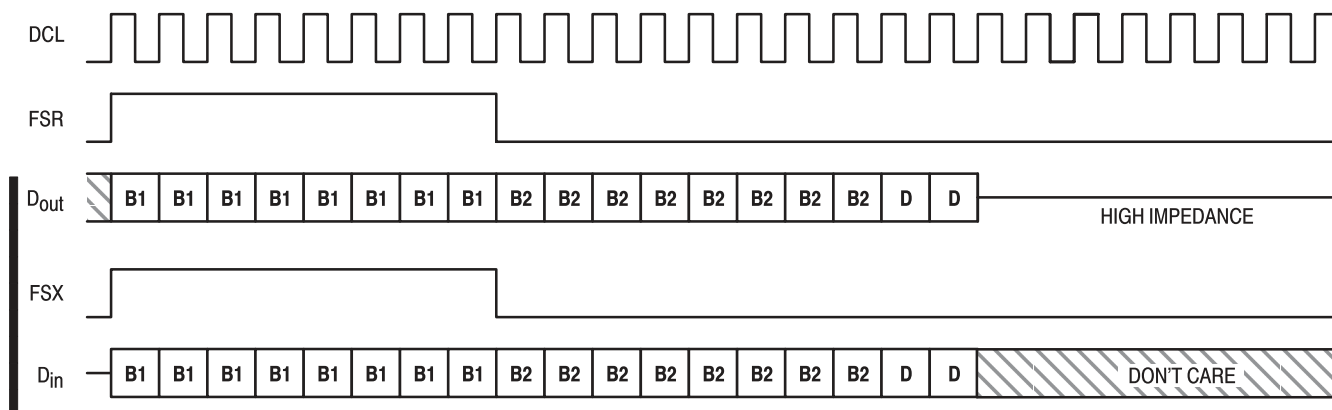 DCL
FSR
Dout B1 B1 B1 B1 B1 B1 B1 B1 B2 B2 B2 B2 B2 B2 B2 B2 D D
HIGH IMPEDANCE
FSX
Din B1 B1 B1 B1 B1 B1 B1 B1 B2 B2 B2 B2 B2 B2 B2 B2 D D DON'T CARE